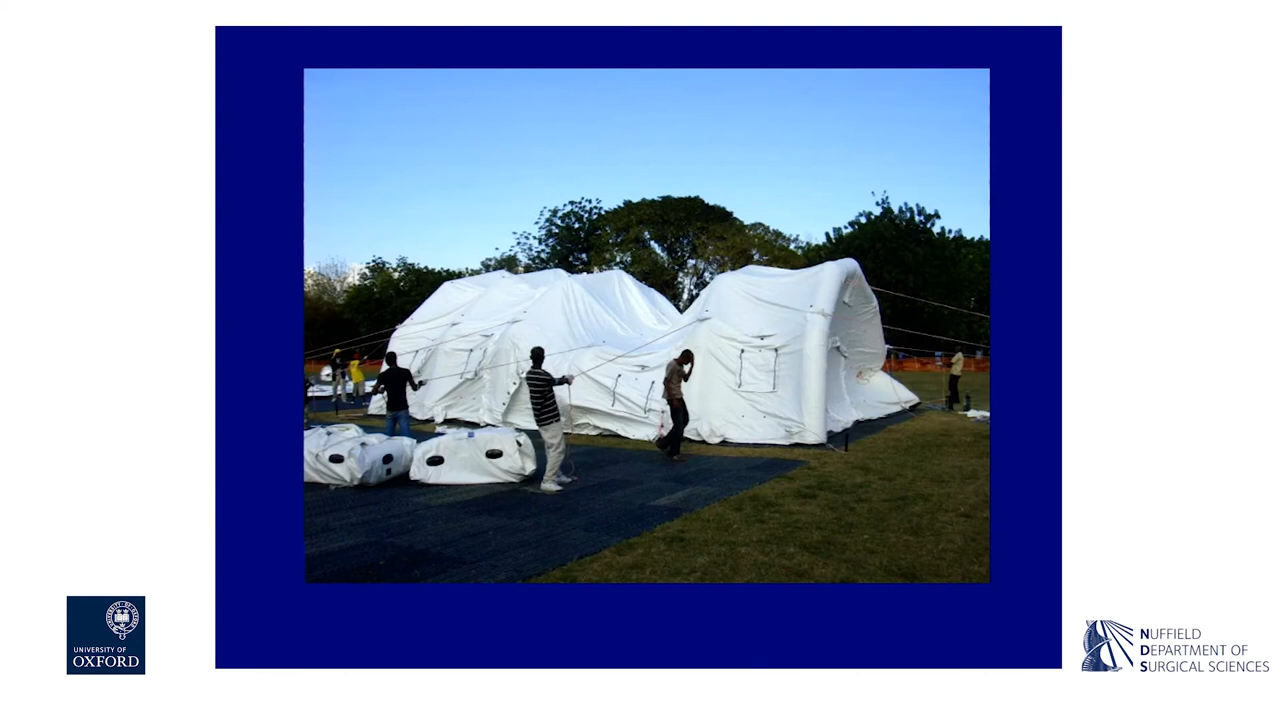 UNIVERSITY OF
OXFORD
NUFFIELD
DEPARTMENT OF
SURGICAL SCIENCES